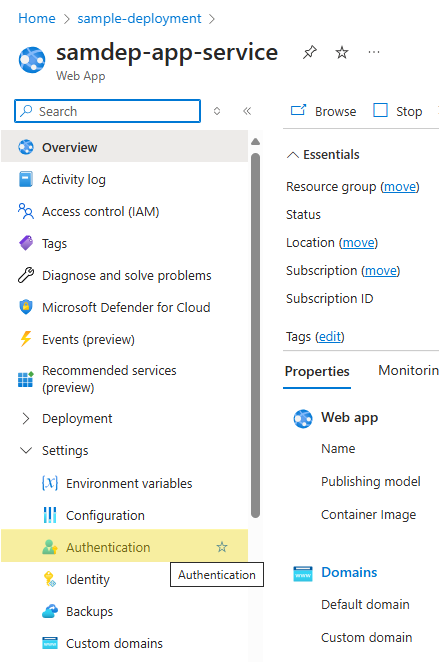 Home > sample-deployment >
samdep-app-service
Web App
Search
Overview
Activity log
Access control (IAM)
Tags
Diagnose and solve problems
Microsoft Defender for Cloud
Events (preview)
Recommended services
(preview)
Deployment
Settings
Environment variables
Configuration
Authentication
Authentication
Identity
Backups
Custom domains
Browse Stop
Essentials
Resource group (move)
Status
Location (move)
Subscription (move)
Subscription ID
Tags (edit)
Properties Monitorin
Web app
Name
Publishing model
Container Image
Domains
Default domain
Custom domain